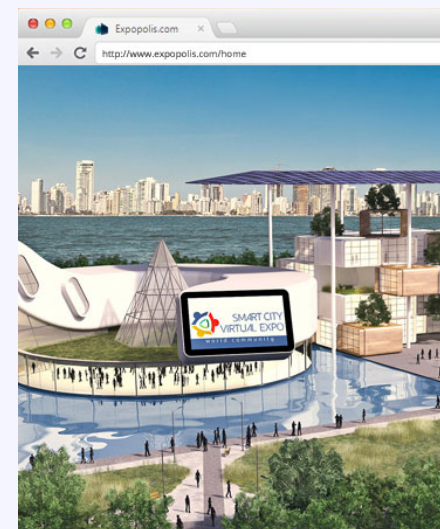 Expopolis.com
http://www.expopolis.com/home
SMART CITY
VIRTUAL EXPO
world community